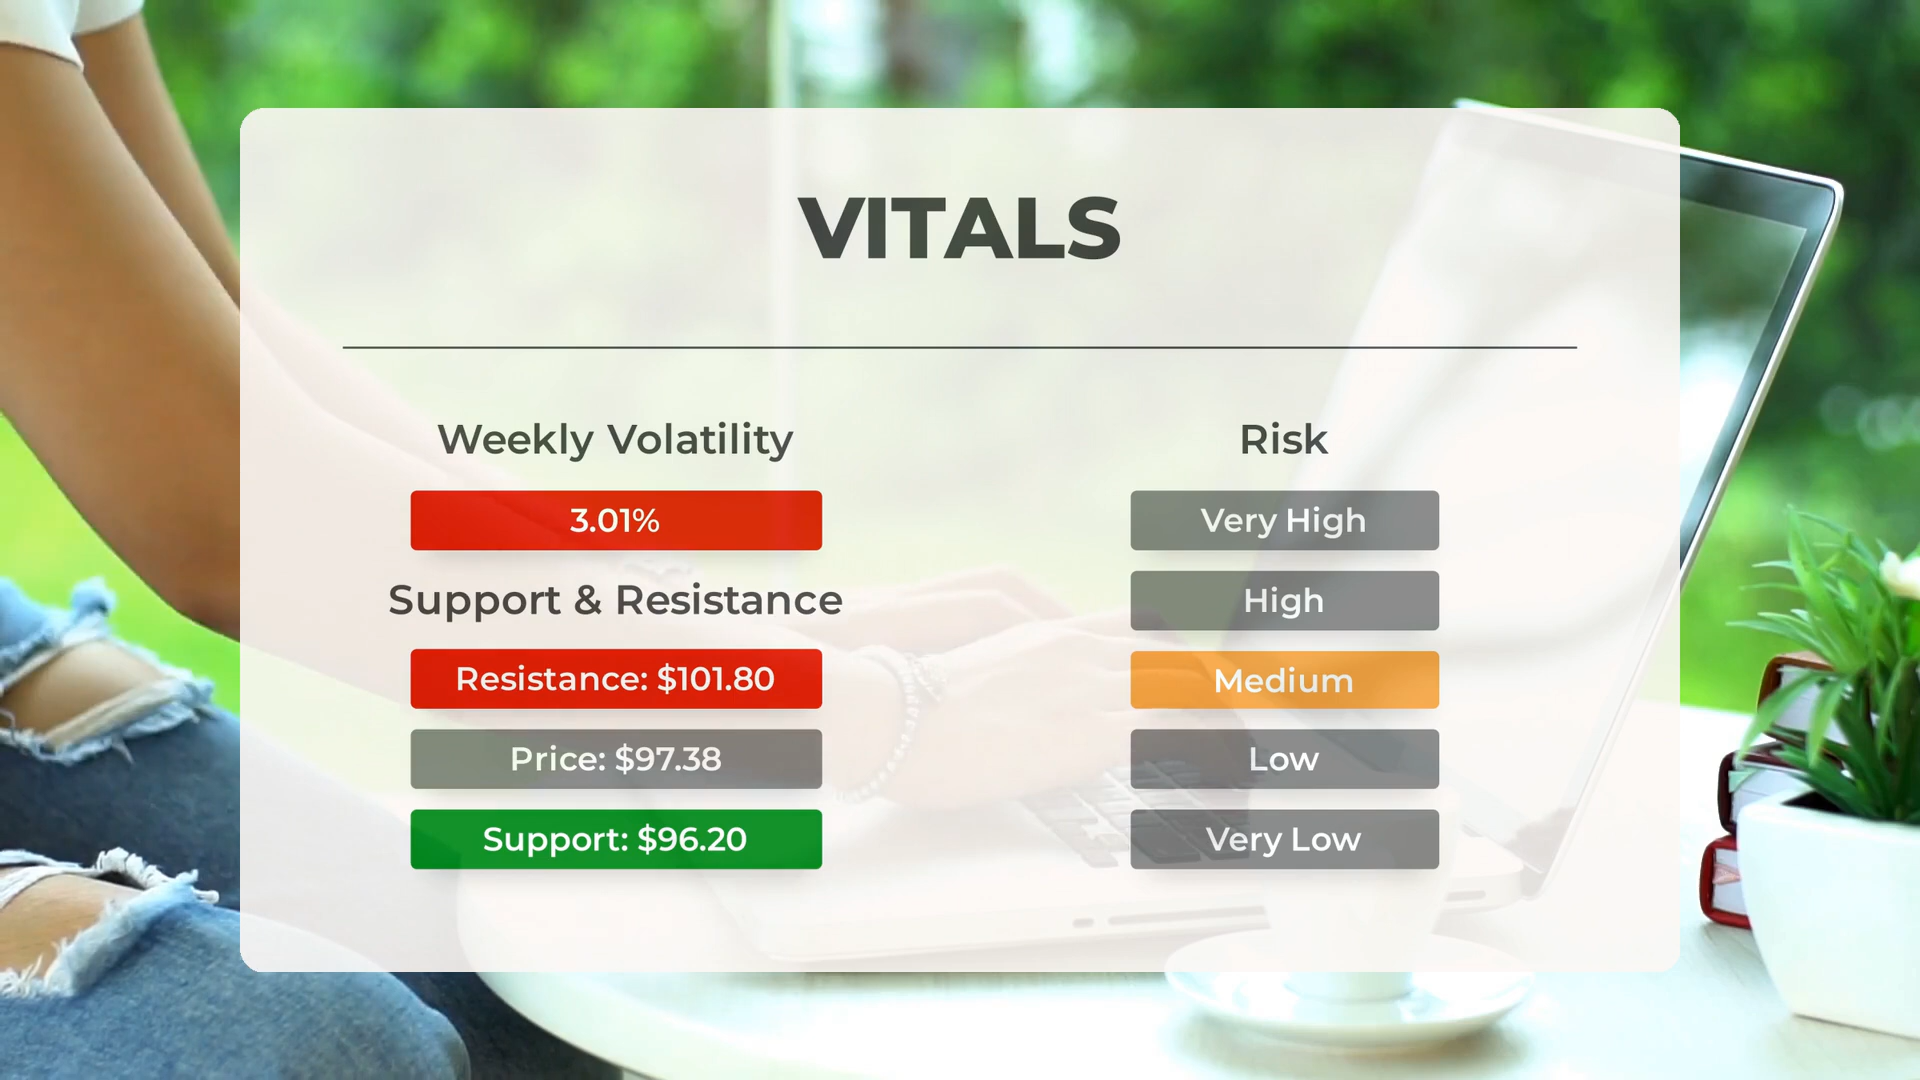 VITALS
Weekly Volatility
3.01%
Support & Resistance
Resistance: $101.80
Price: $97.38
Support: $96.20
Risk
Very High
High
Medium
Low
Very Low